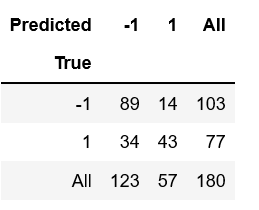 Predicted -1 1 All
True
-1 89 14 103
1 34 43 77
All 123 57 180